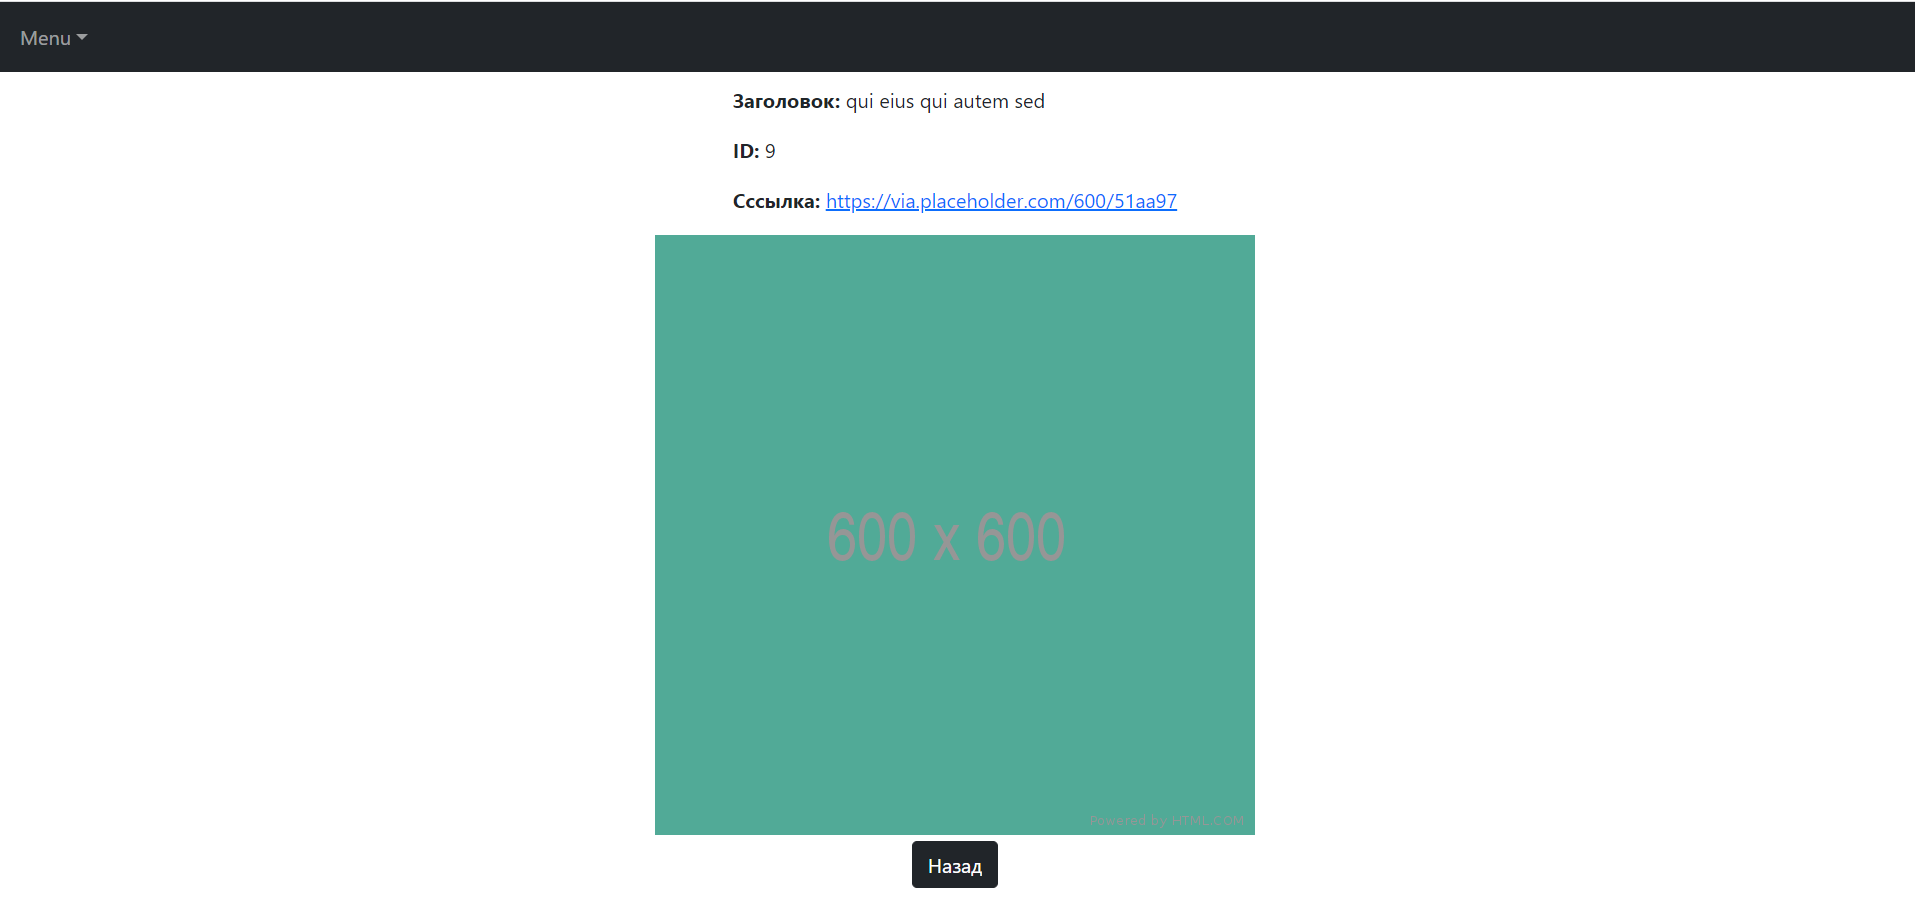 Menu
Заголовок: qui eius qui autem sed
ID: 9
Сссылка: https://via.placeholder.com/600/51aa97
600 x 600
Powered by HTML.COM
Назад